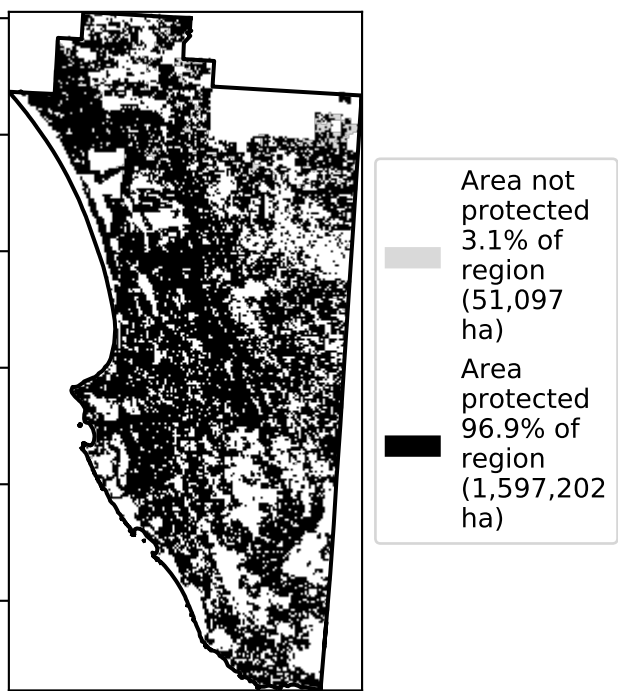 Area not
protected
3.1% of
region
(51,097
ha)
Area
protected
96.9% of
region
(1,597,202
ha)